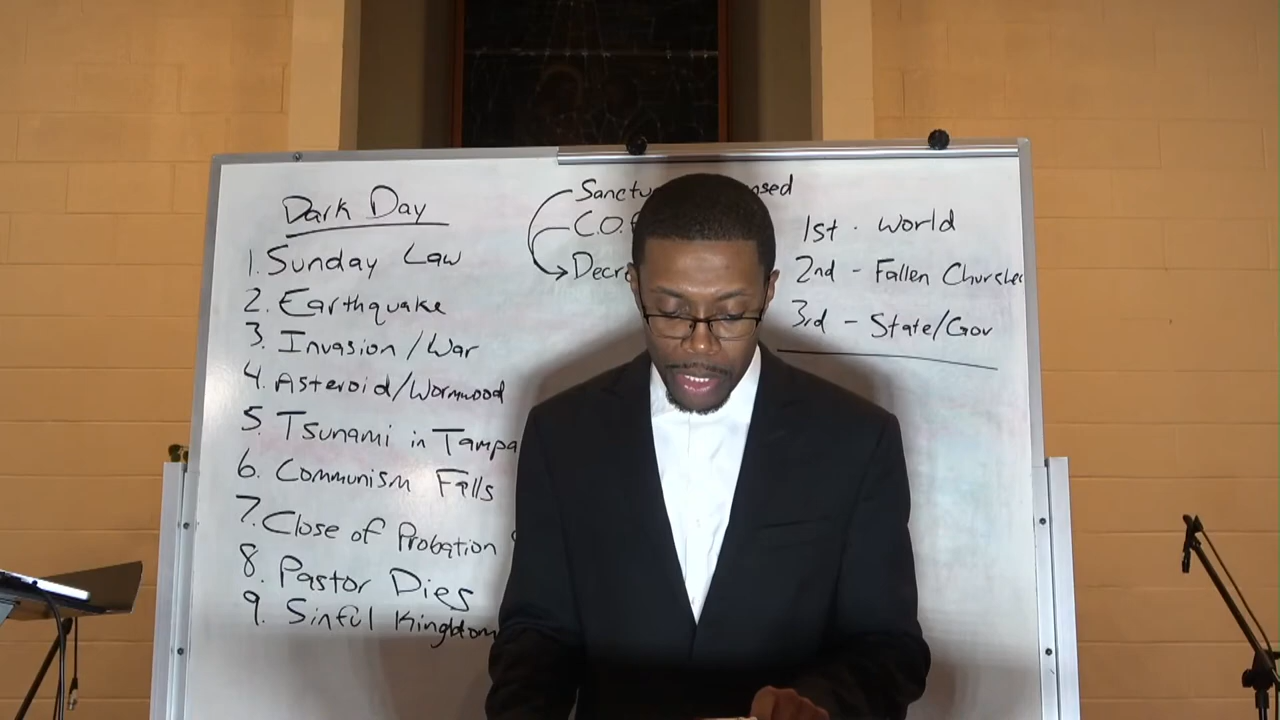 Dark Day
1. Sunday Law
2. Earthquake
3. Invasion/War
4. Asteroid/Wormwood
5. Tsunami in Tampa
6. Communism Falls
7. Close of Probation
8. Pastor Dies
9. Sinful Kingdom
C.O.
1st. world
2nd - Fallen Churches
3rd - State/Gov